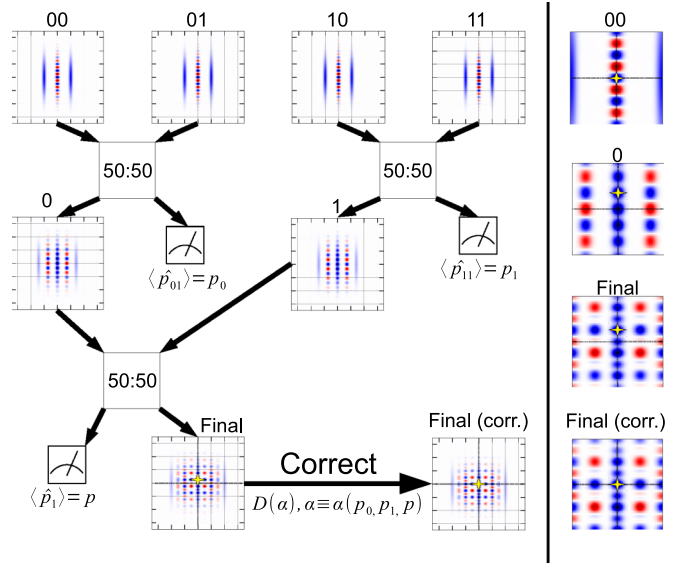 00 01 10 11 00
50:50 50:50
0 1 0
⟨p̂₀₁⟩=p₀ ⟨p̂₁₁⟩=p₁
Final
50:50
Final Final (corr.) Final (corr.)
Correct
⟨p̂₁⟩=p D(α),α≡α(p₀,p₁,p)